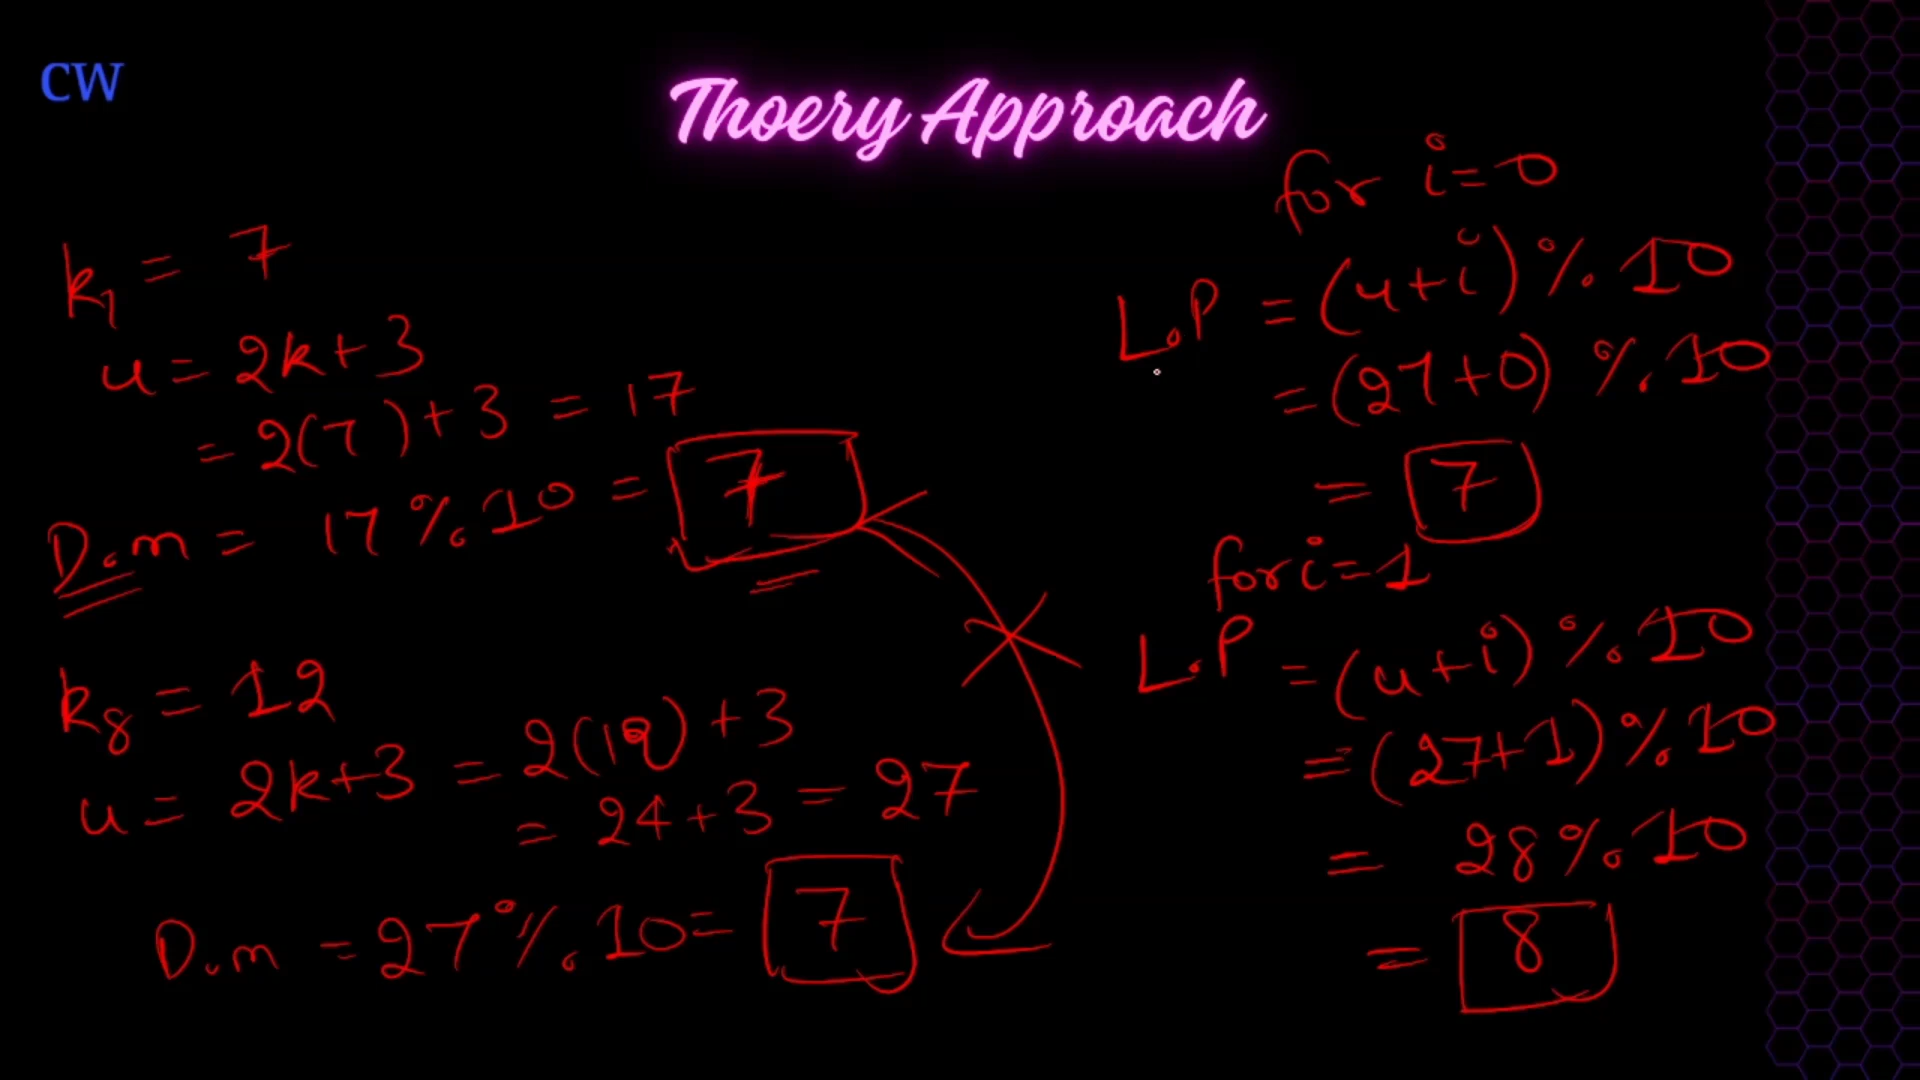 CW
Thoery Approach
k1 = 7
u = 2k+3
= 2(7)+3 = 17
D.m = 17 % 10 = 7
k8 = 12
u = 2k+3 = 2(12)+3
= 24+3 = 27
D.m = 27 % 10 = 7
for i=0
L.P = (u+i) % 10
= (27+0) % 10
= 7
for i=1
L.P = (u+i) % 10
= (27+1) % 10
= 28 % 10
= 8